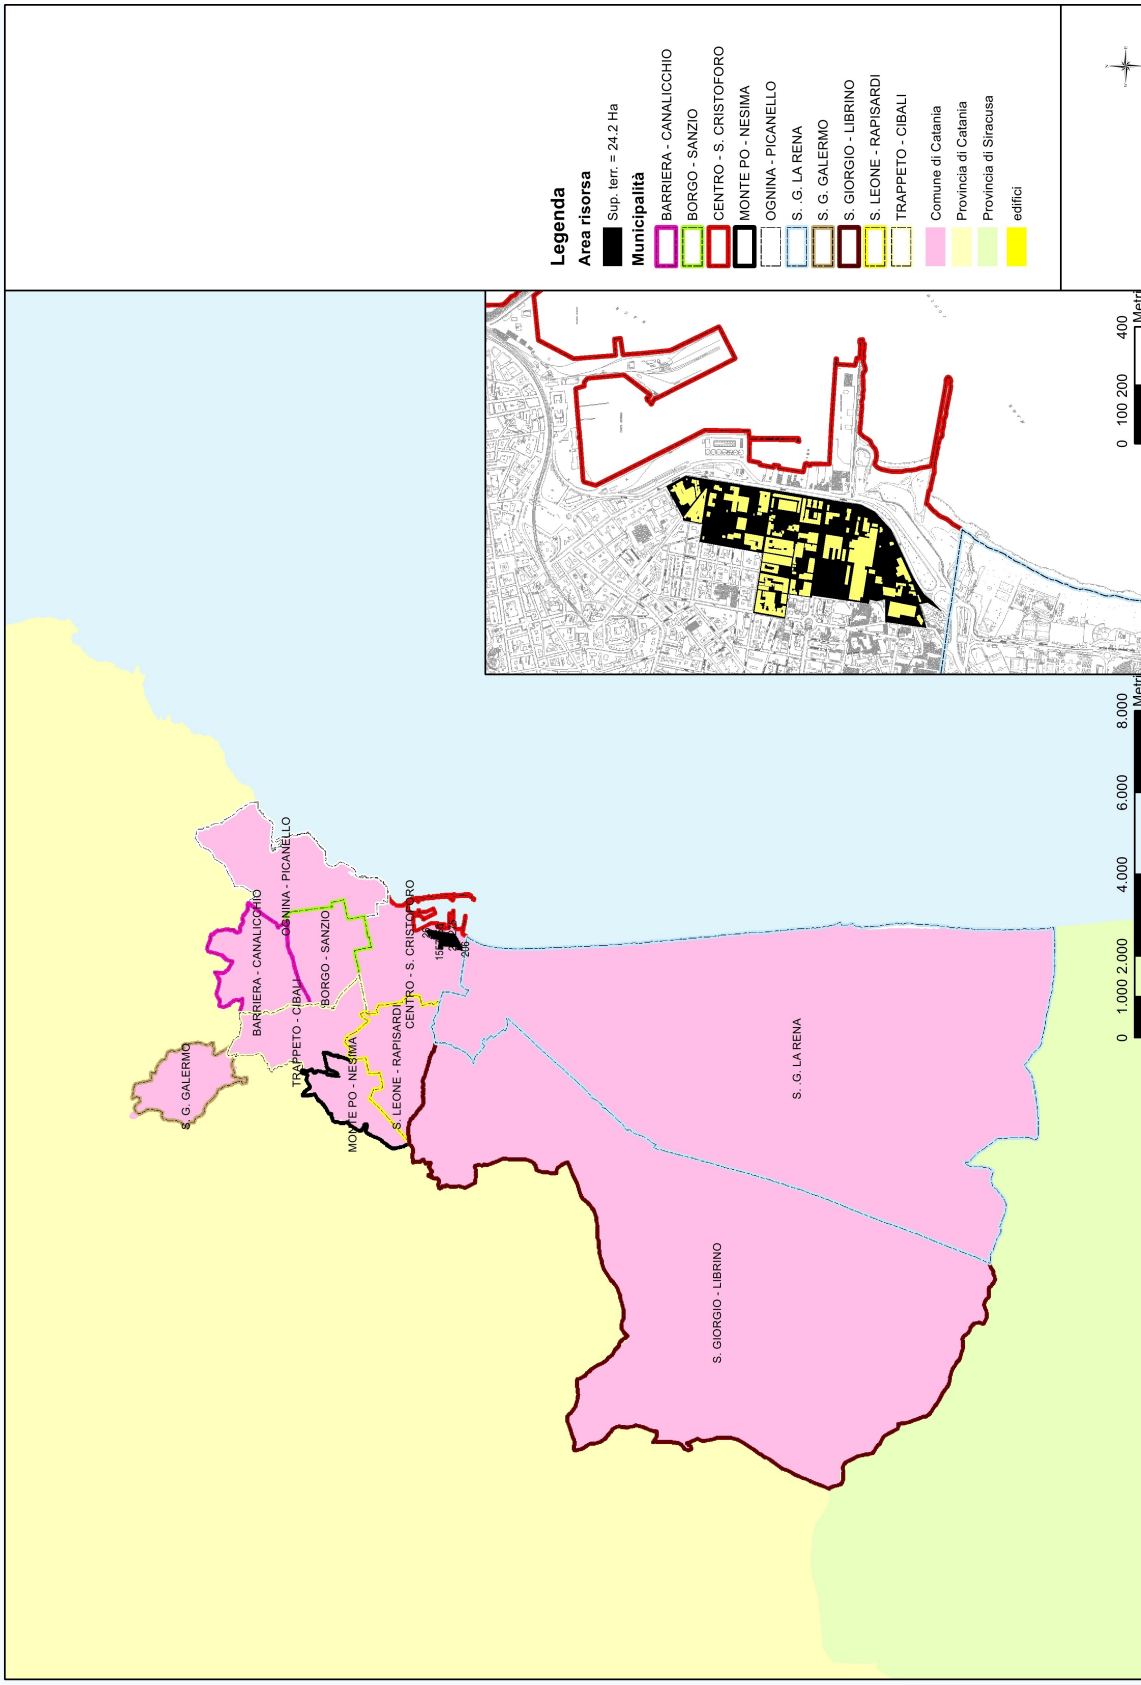 Legenda
Area risorsa
Sup. terr. = 24.2 Ha
Municipalità
BARRIERA - CANALICCHIO
BORGO - SANZIO
CENTRO - S. CRISTOFORO
MONTE PO - NESIMA
OGNINA - PICANELLO
S. .G. LA RENA
S. G. GALERMO
S. GIORGIO - LIBRINO
S. LEONE - RAPISARDI
TRAPPETO - CIBALI
Comune di Catania
Provincia di Catania
Provincia di Siracusa
edifici
S. G. GALERMO
BARRIERA - CANALICCHIO
OGNINA - PICANELLO
TRAPPETO - CIBALI
BORGO - SANZIO
MONTE PO - NESIMA
S. LEONE - RAPISARDI
CENTRO - S. CRISTOFORO
S. GIORGIO - LIBRINO
S. .G. LA RENA
0 1.000 2.000 4.000 6.000 8.000
Metri
0 100 200 400
Metri